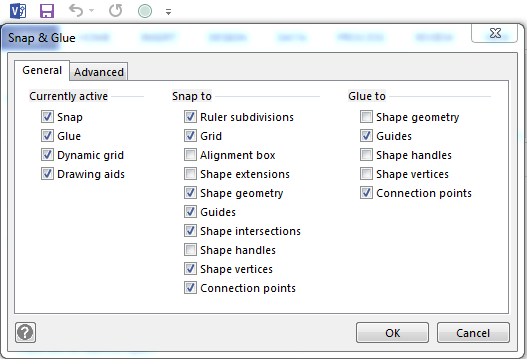 Snap & Glue
General
Advanced
Currently active
Snap
Glue
Dynamic grid
Drawing aids
Snap to
Ruler subdivisions
Grid
Alignment box
Shape extensions
Shape geometry
Guides
Shape intersections
Shape handles
Shape vertices
Connection points
Glue to
Shape geometry
Guides
Shape handles
Shape vertices
Connection points
OK
Cancel